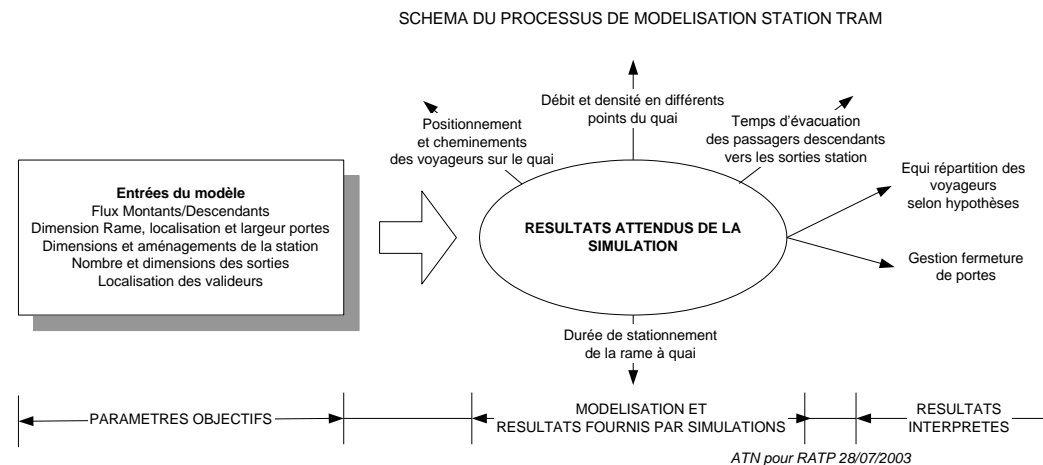 SCHEMA DU PROCESSUS DE MODELISATION STATION TRAM
Débit et densité en différents
points du quai
Positionnement
et cheminements
des voyageurs sur le quai
Temps d'évacuation
des passagers descendants
vers les sorties station
Entrées du modèle
Flux Montants/Descendants
Dimension Rame, localisation et largeur portes
Dimensions et aménagements de la station
Nombre et dimensions des sorties
Localisation des valideurs
RESULTATS ATTENDUS DE LA
SIMULATION
Equi répartition des
voyageurs
selon hypothèses
Gestion fermeture
de portes
Durée de stationnement
de la rame à quai
PARAMETRES OBJECTIFS
MODELISATION ET
RESULTATS FOURNIS PAR SIMULATIONS
RESULTATS
INTERPRETES
ATN pour RATP 28/07/2003